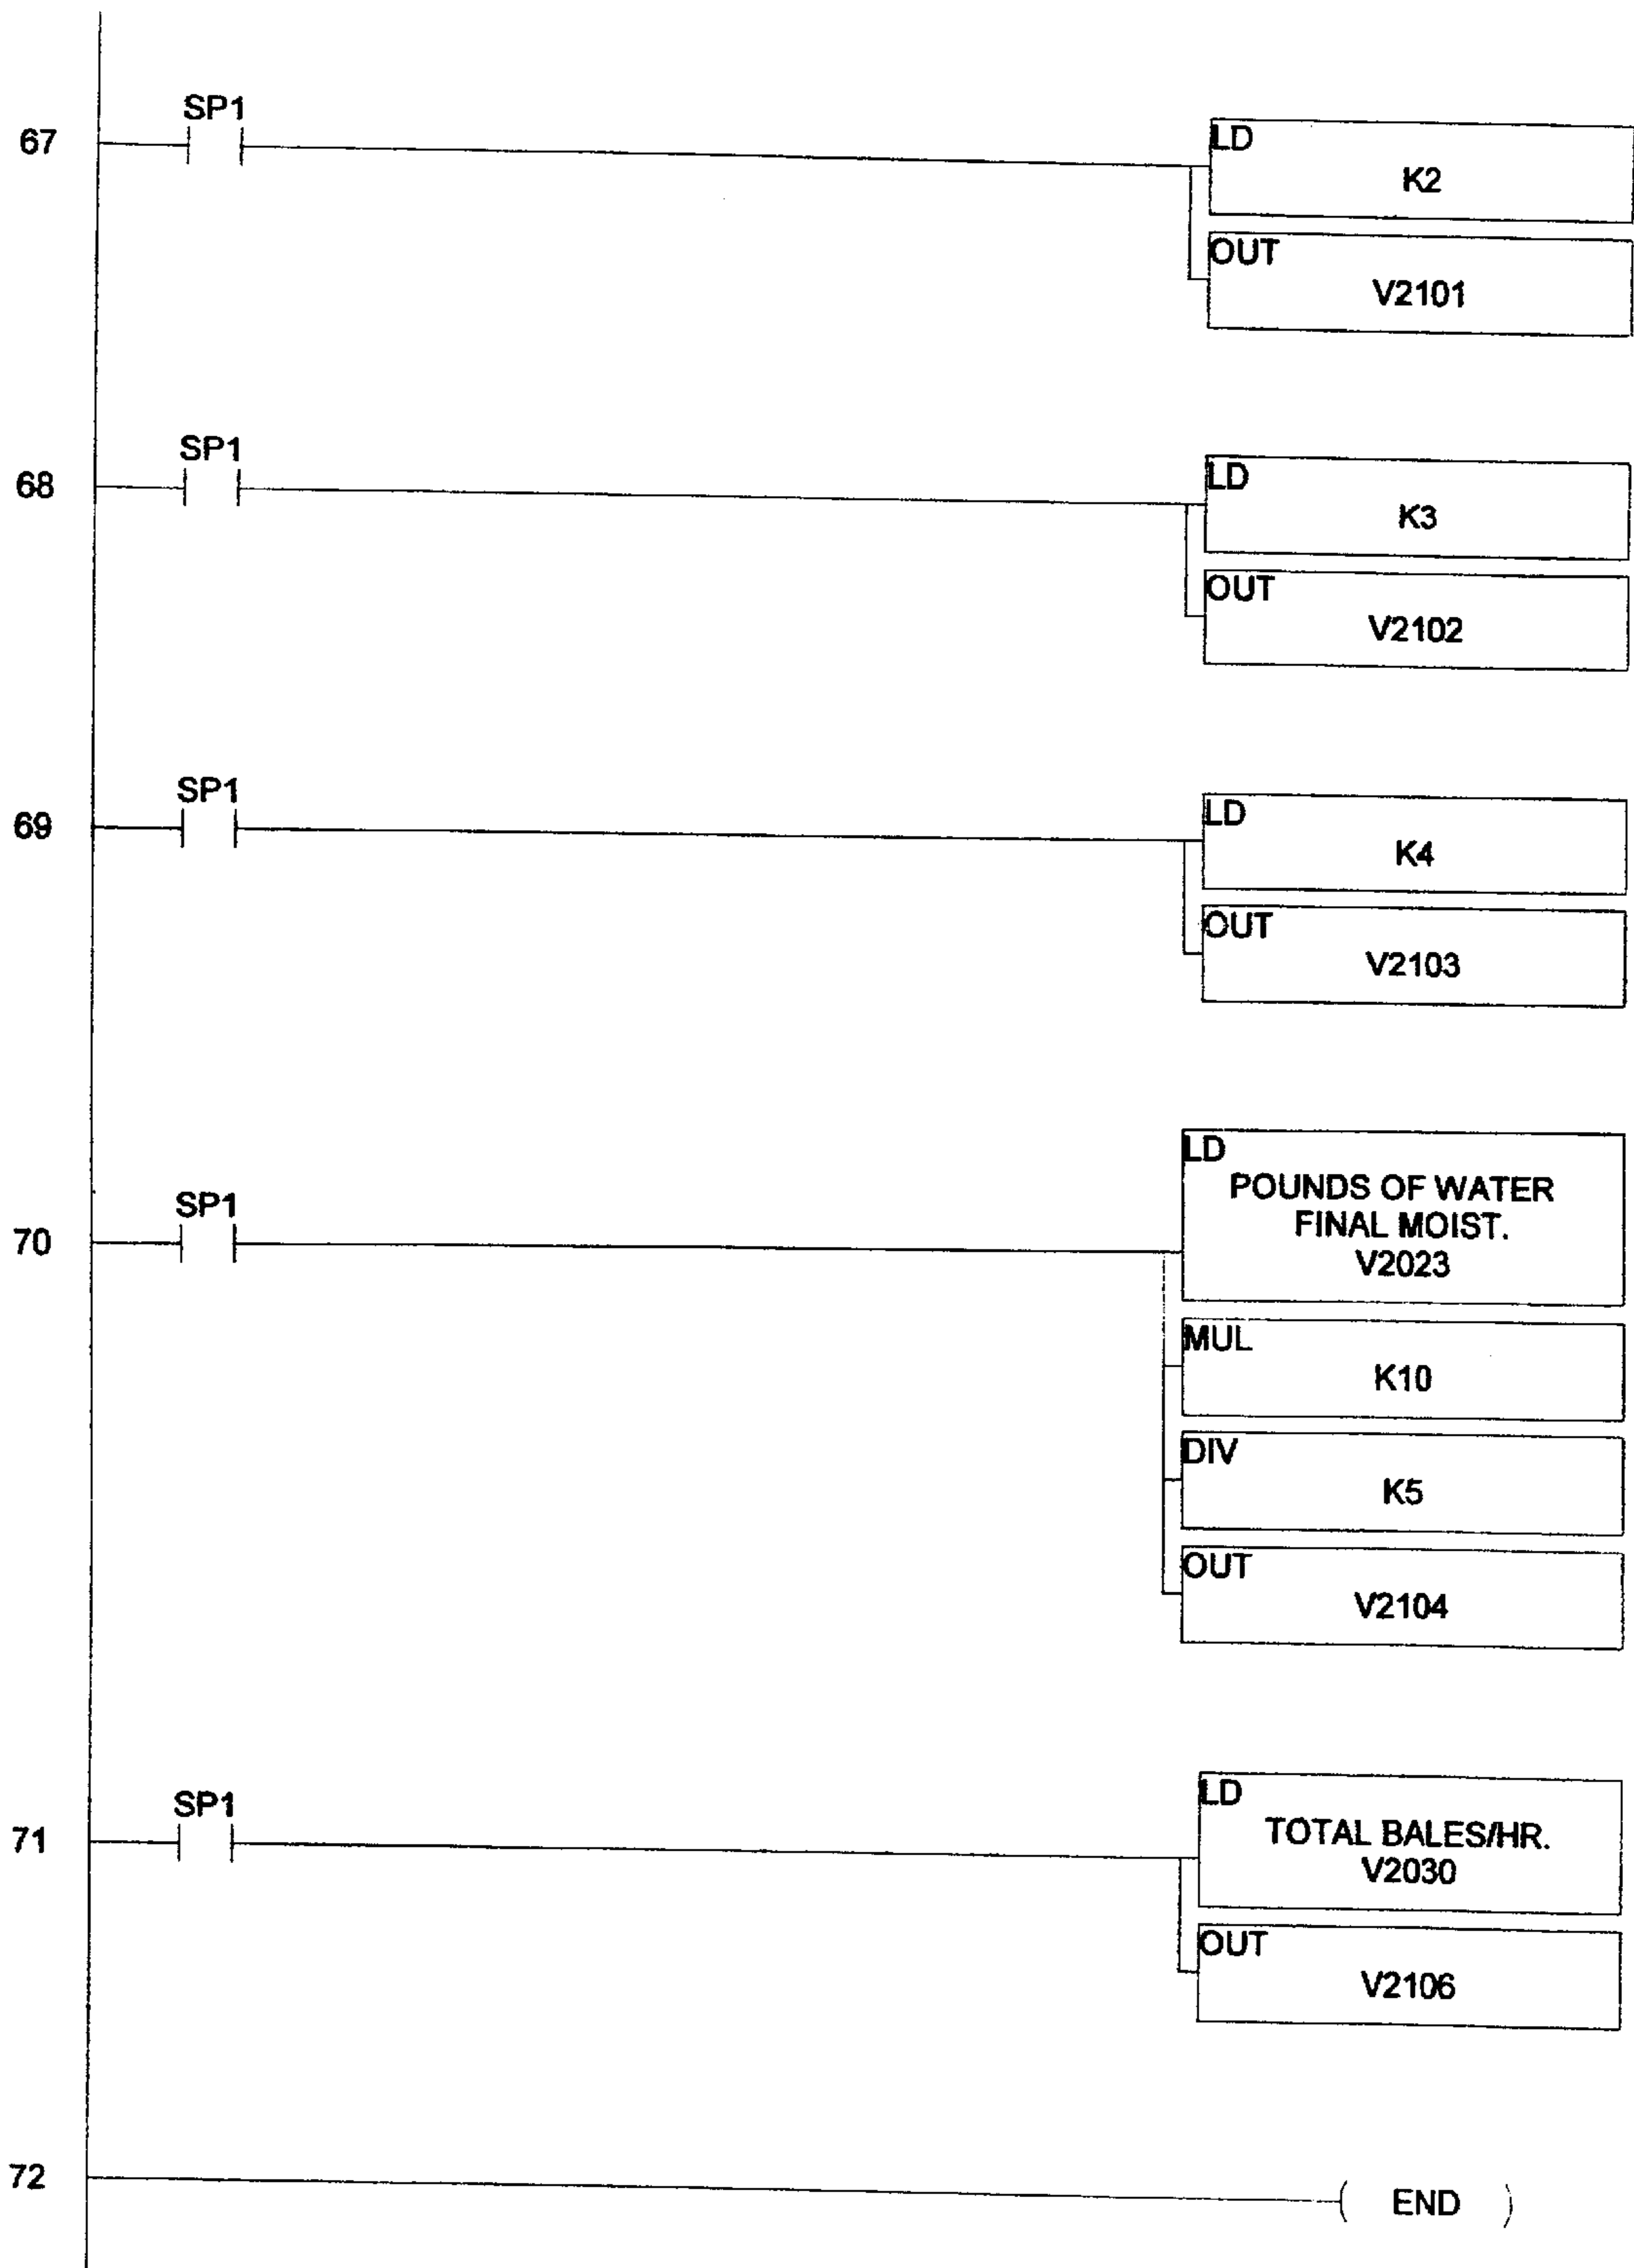 67
SP1
LD
K2
OUT
V2101
68
SP1
LD
K3
OUT
V2102
69
SP1
LD
K4
OUT
V2103
70
SP1
LD
POUNDS OF WATER
FINAL MOIST.
V2023
MUL
K10
DIV
K5
OUT
V2104
71
SP1
LD
TOTAL BALES/HR.
V2030
OUT
V2106
72
( END )